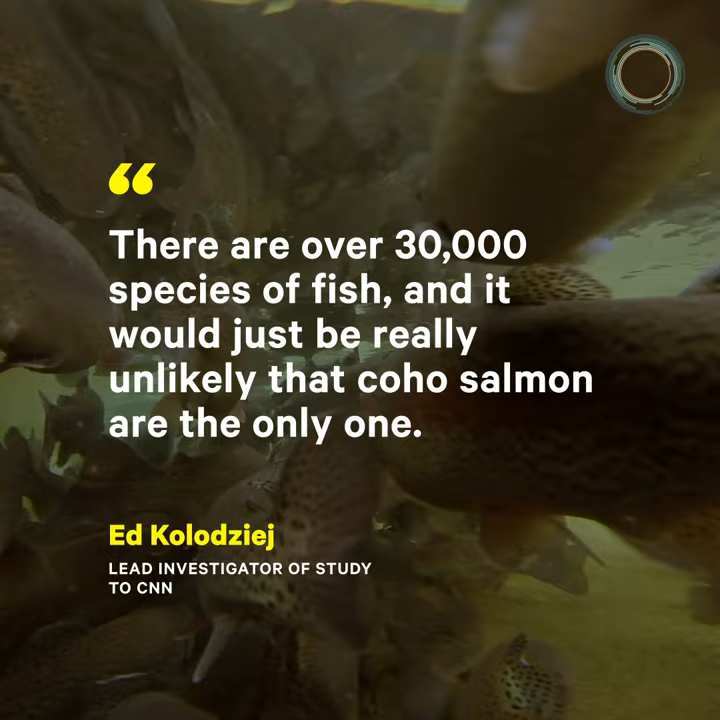 “
There are over 30,000
species of fish, and it
would just be really
unlikely that coho salmon
are the only one.
Ed Kolodziej
LEAD INVESTIGATOR OF STUDY
TO CNN